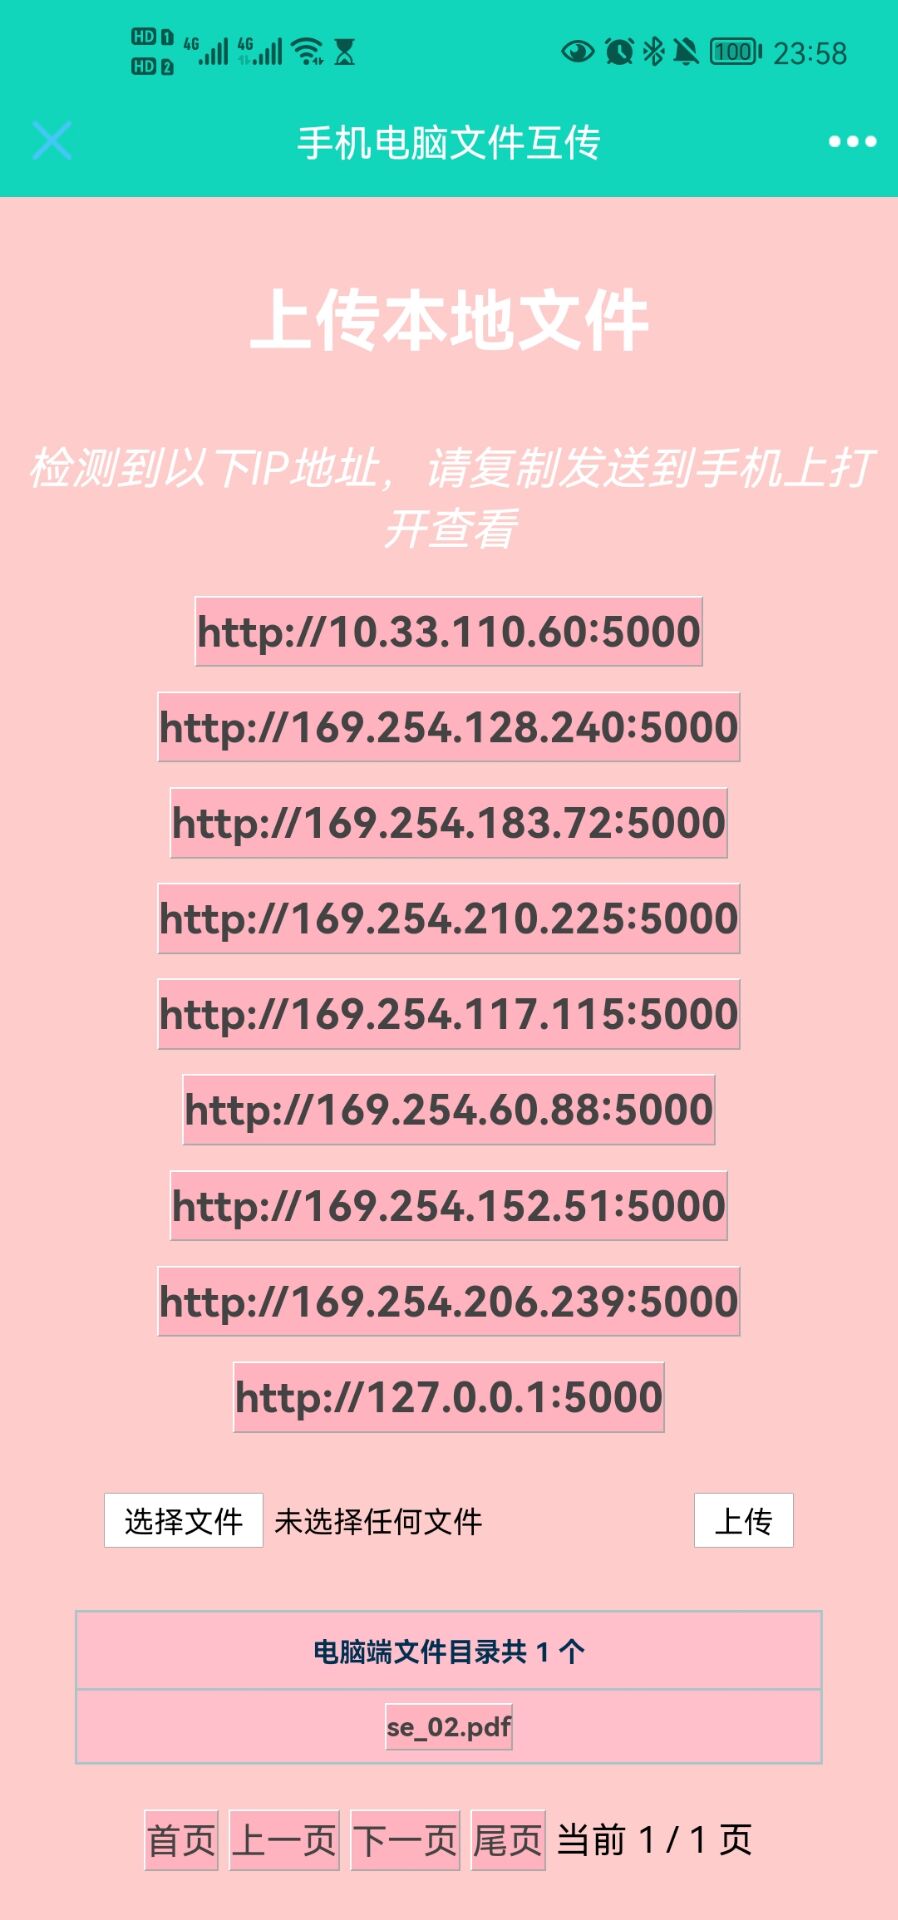 HD 1 4G 4G 100 23:58
HD 2
手机电脑文件互传
上传本地文件
检测到以下IP地址，请复制发送到手机上打
开查看
http://10.33.110.60:5000
http://169.254.128.240:5000
http://169.254.183.72:5000
http://169.254.210.225:5000
http://169.254.117.115:5000
http://169.254.60.88:5000
http://169.254.152.51:5000
http://169.254.206.239:5000
http://127.0.0.1:5000
选择文件 未选择任何文件 上传
电脑端文件目录共 1 个
se_02.pdf
首页 上一页 下一页 尾页 当前 1 / 1 页